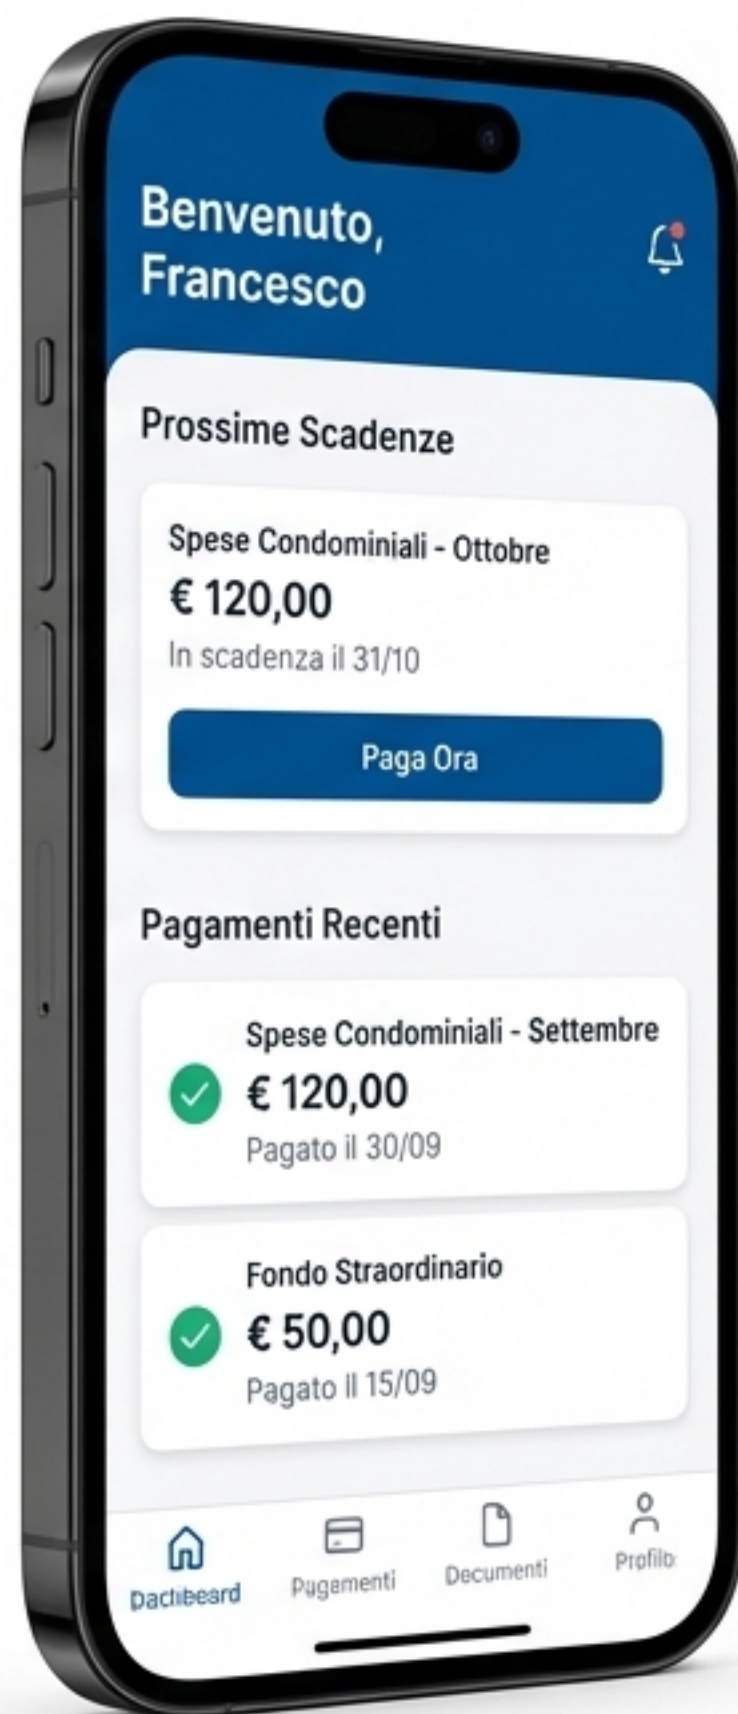 Benvenuto,
Francesco
Prossime Scadenze
Spese Condominiali - Ottobre
€ 120,00
In scadenza il 31/10
Paga Ora
Pagamenti Recenti
Spese Condominiali - Settembre
€ 120,00
Pagato il 30/09
Fondo Straordinario
€ 50,00
Pagato il 15/09
Dactibeard
Pugementi
Decumenti
Profilo